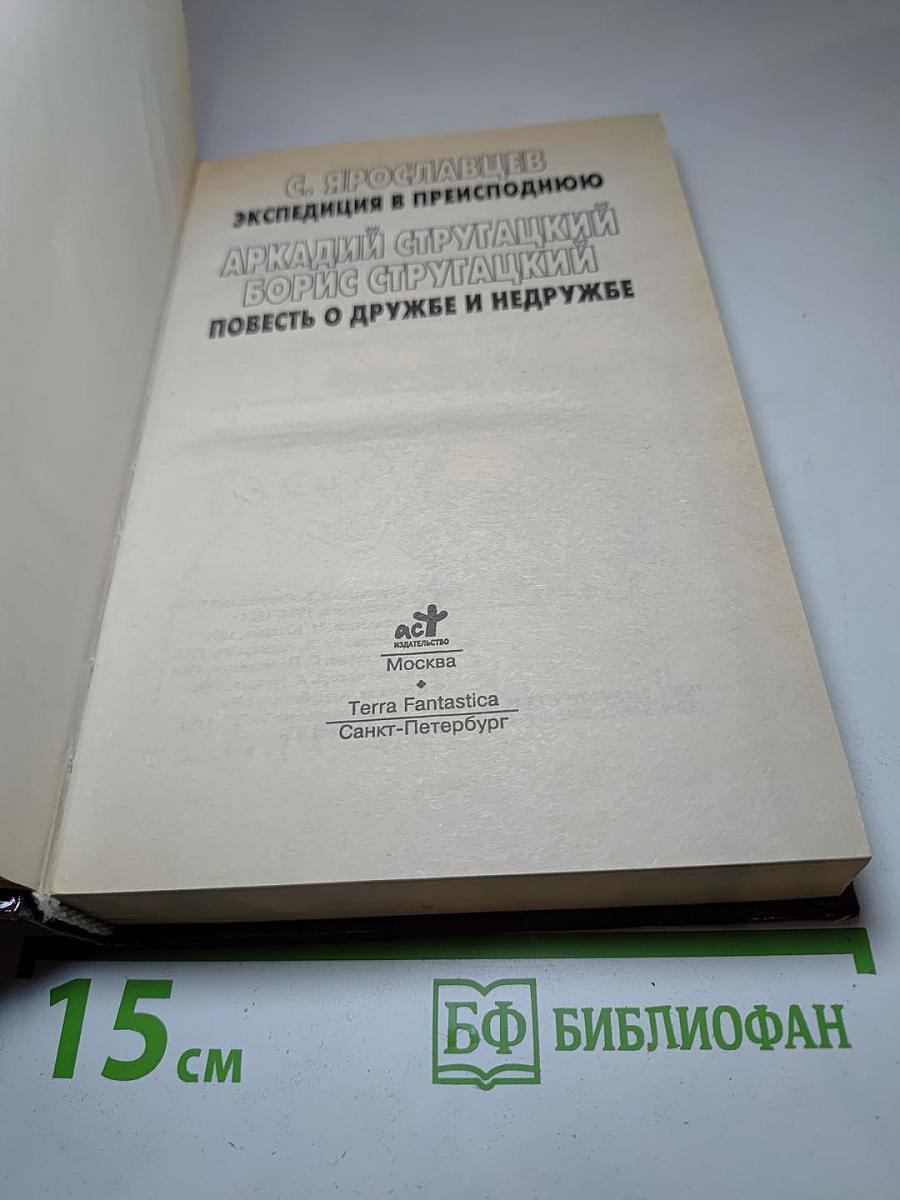 С. ЯРОСЛАВЦЕВ
ЭКСПЕДИЦИЯ В ПРЕИСПОДНЮЮ
АРКАДИЙ СТРУГАЦКИЙ
БОРИС СТРУГАЦКИЙ
ПОВЕСТЬ О ДРУЖБЕ И НЕДРУЖБЕ
аст
ИЗДАТЕЛЬСТВО
Москва
Terra Fantastica
Санкт-Петербург
15 см
БФ БИБЛИОФАН